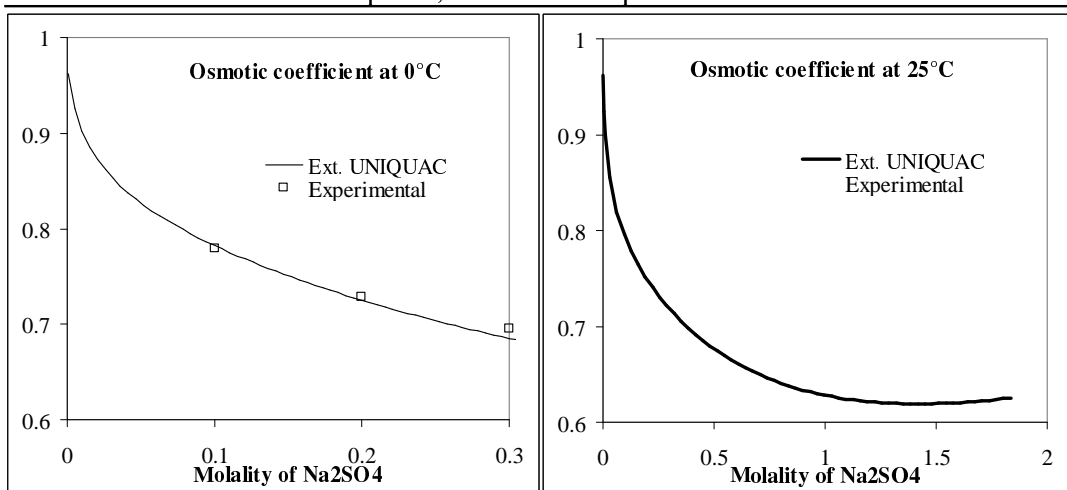 1
Osmotic coefficient at 0°C
0.9
Ext. UNIQUAC
Experimental
0.8
0.7
0.6
0
0.1
0.2
0.3
Molality of Na2SO4
1
Osmotic coefficient at 25°C
0.9
Ext. UNIQUAC
Experimental
0.8
0.7
0.6
0
0.5
1
1.5
2
Molality of Na2SO4